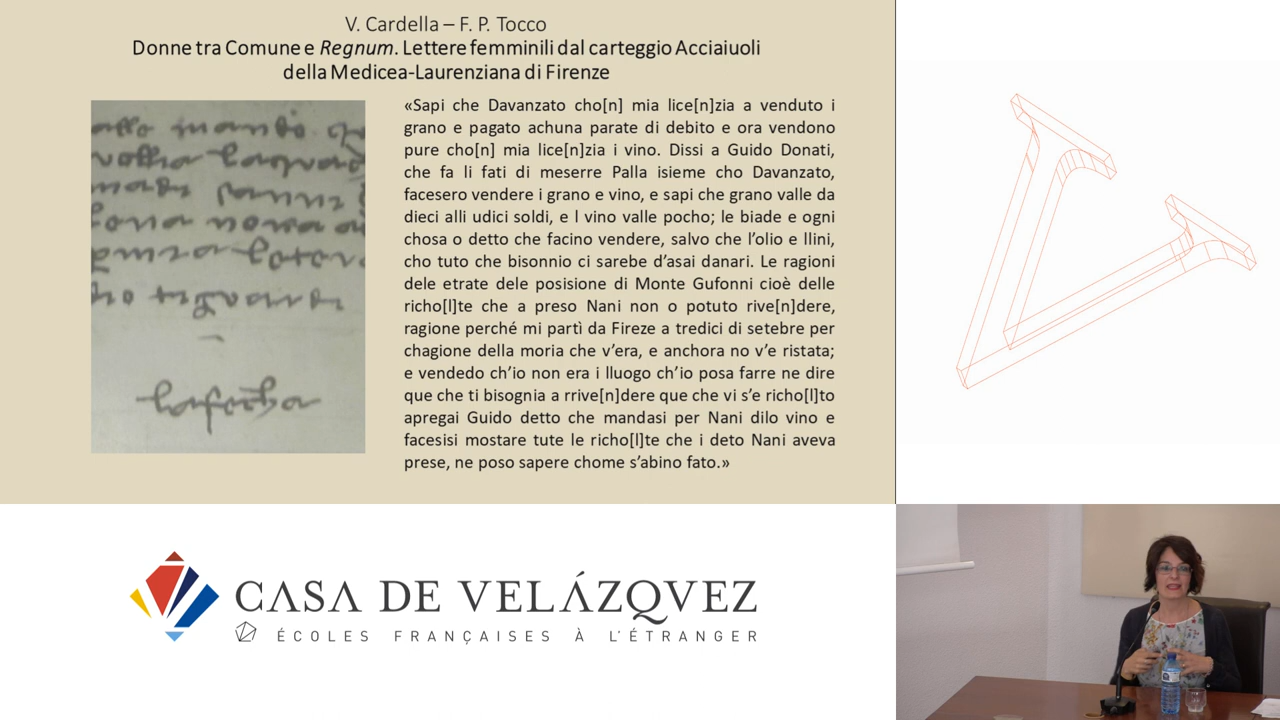 V. Cardella – F. P. Tocco
Donne tra Comune e Regnum. Lettere femminili dal carteggio Acciaiuoli
della Medicea-Laurenziana di Firenze
«Sapi che Davanzato cho[n] mia lice[n]zia a venduto i
grano e pagato achuna parate di debito e ora vendono
pure cho[n] mia lice[n]zia i vino. Dissi a Guido Donati,
che fa li fati di meserre Palla isieme cho Davanzato,
facesero vendere i grano e vino, e sapi che grano valle da
dieci alli udici soldi, e l vino valle pocho; le biade e ogni
chosa o detto che facino vendere, salvo che l’olio e llini,
cho tuto che bisonnio ci sarebe d’asai danari. Le ragioni
dele etrate dele posisione di Monte Gufonni cioè delle
richo[l]te che a preso Nani non o potuto rive[n]dere,
ragione perché mi partì da Fireze a tredici di setebre per
chagione della moria che v’era, e anchora no v’e ristata;
e vendedo ch’io non era i lluogo ch’io posa farre ne dire
que che ti bisognia a rrive[n]dere que che vi s’e richo[l]to
apregai Guido detto che mandasi per Nani dilo vino e
facesisi mostare tute le richo[l]te che i deto Nani aveva
prese, ne poso sapere chome s’abino fato.»
CASA DE VELÁZQVEZ
ÉCOLES FRANÇAISES À L'ÉTRANGER